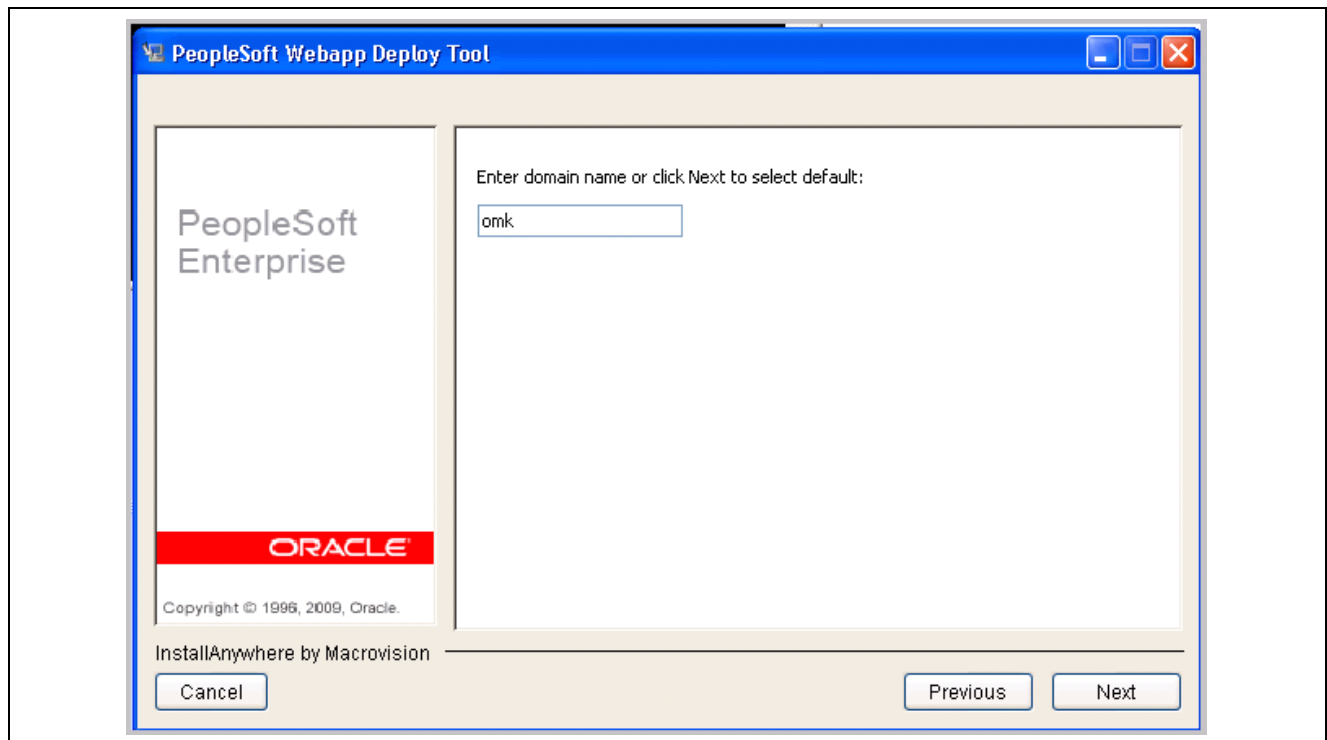 PeopleSoft Webapp Deploy Tool
Enter domain name or click Next to select default:
omk
PeopleSoft
Enterprise
ORACLE
Copyright © 1996, 2009, Oracle.
InstallAnywhere by Macrovision
Cancel
Previous
Next